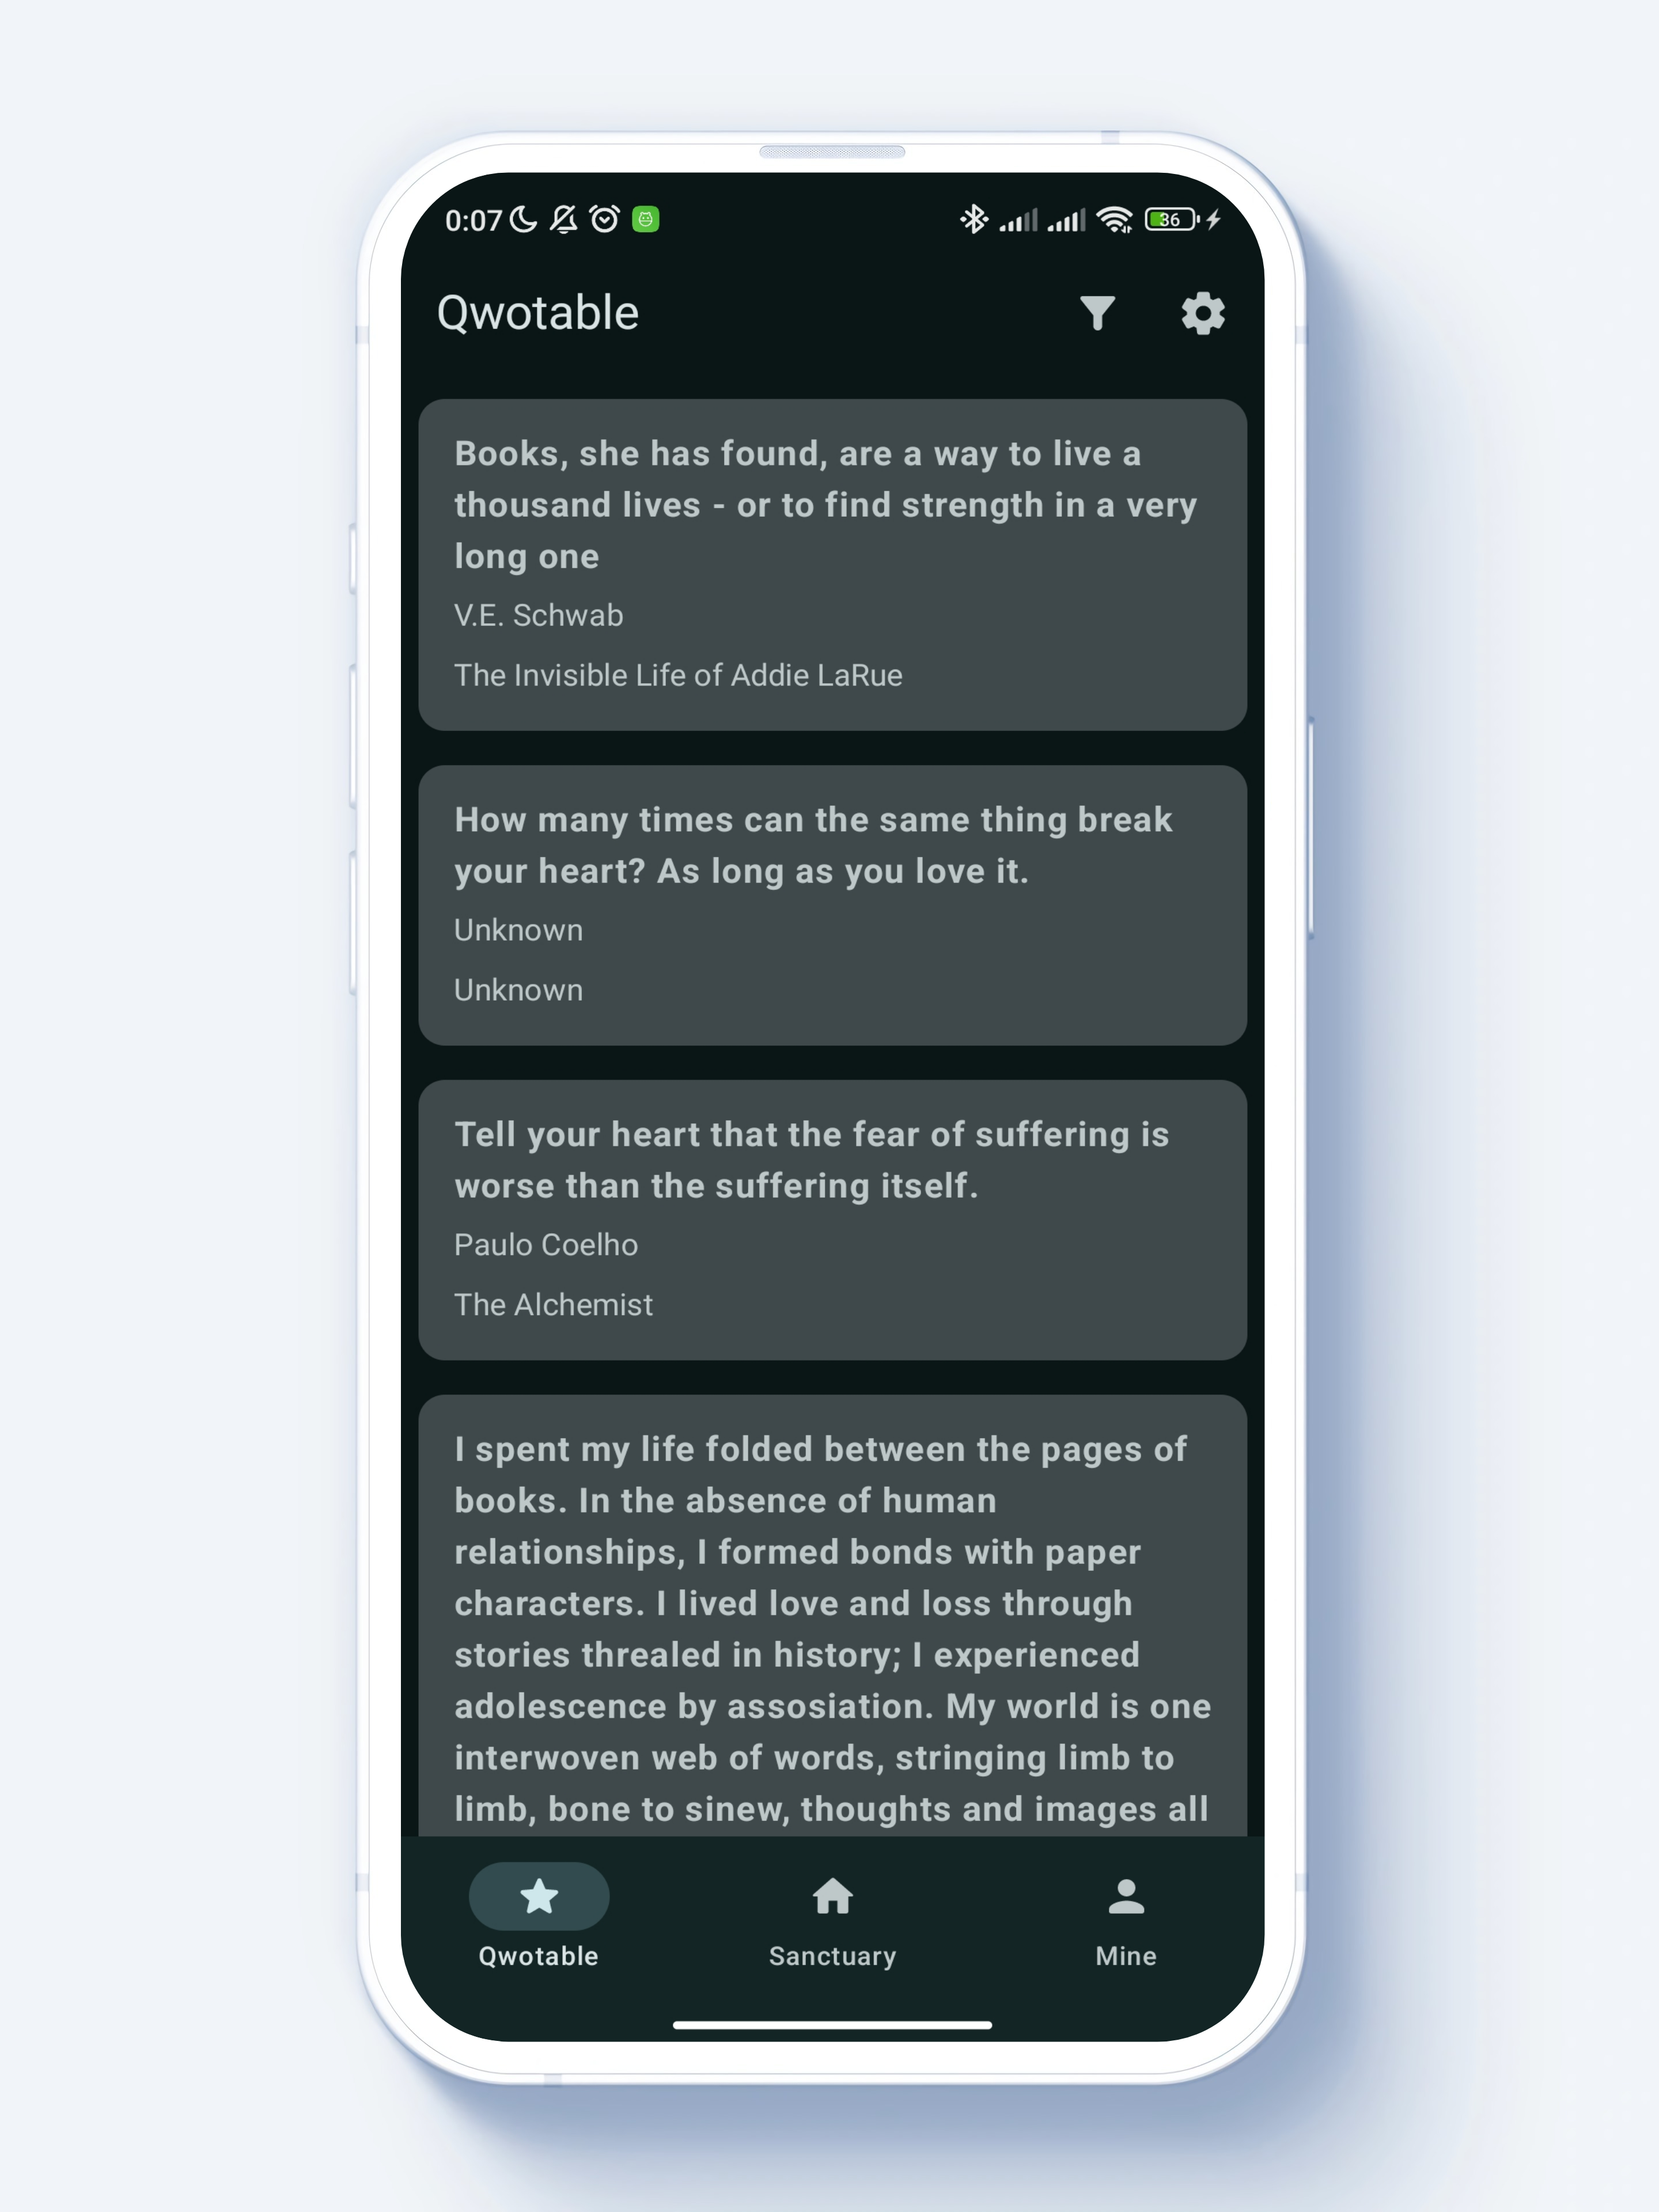 0:07
36
Qwotable
Books, she has found, are a way to live a
thousand lives - or to find strength in a very
long one
V.E. Schwab
The Invisible Life of Addie LaRue
How many times can the same thing break
your heart? As long as you love it.
Unknown
Unknown
Tell your heart that the fear of suffering is
worse than the suffering itself.
Paulo Coelho
The Alchemist
I spent my life folded between the pages of
books. In the absence of human
relationships, I formed bonds with paper
characters. I lived love and loss through
stories threaled in history; I experienced
adolescence by assosiation. My world is one
interwoven web of words, stringing limb to
limb, bone to sinew, thoughts and images all
Qwotable
Sanctuary
Mine